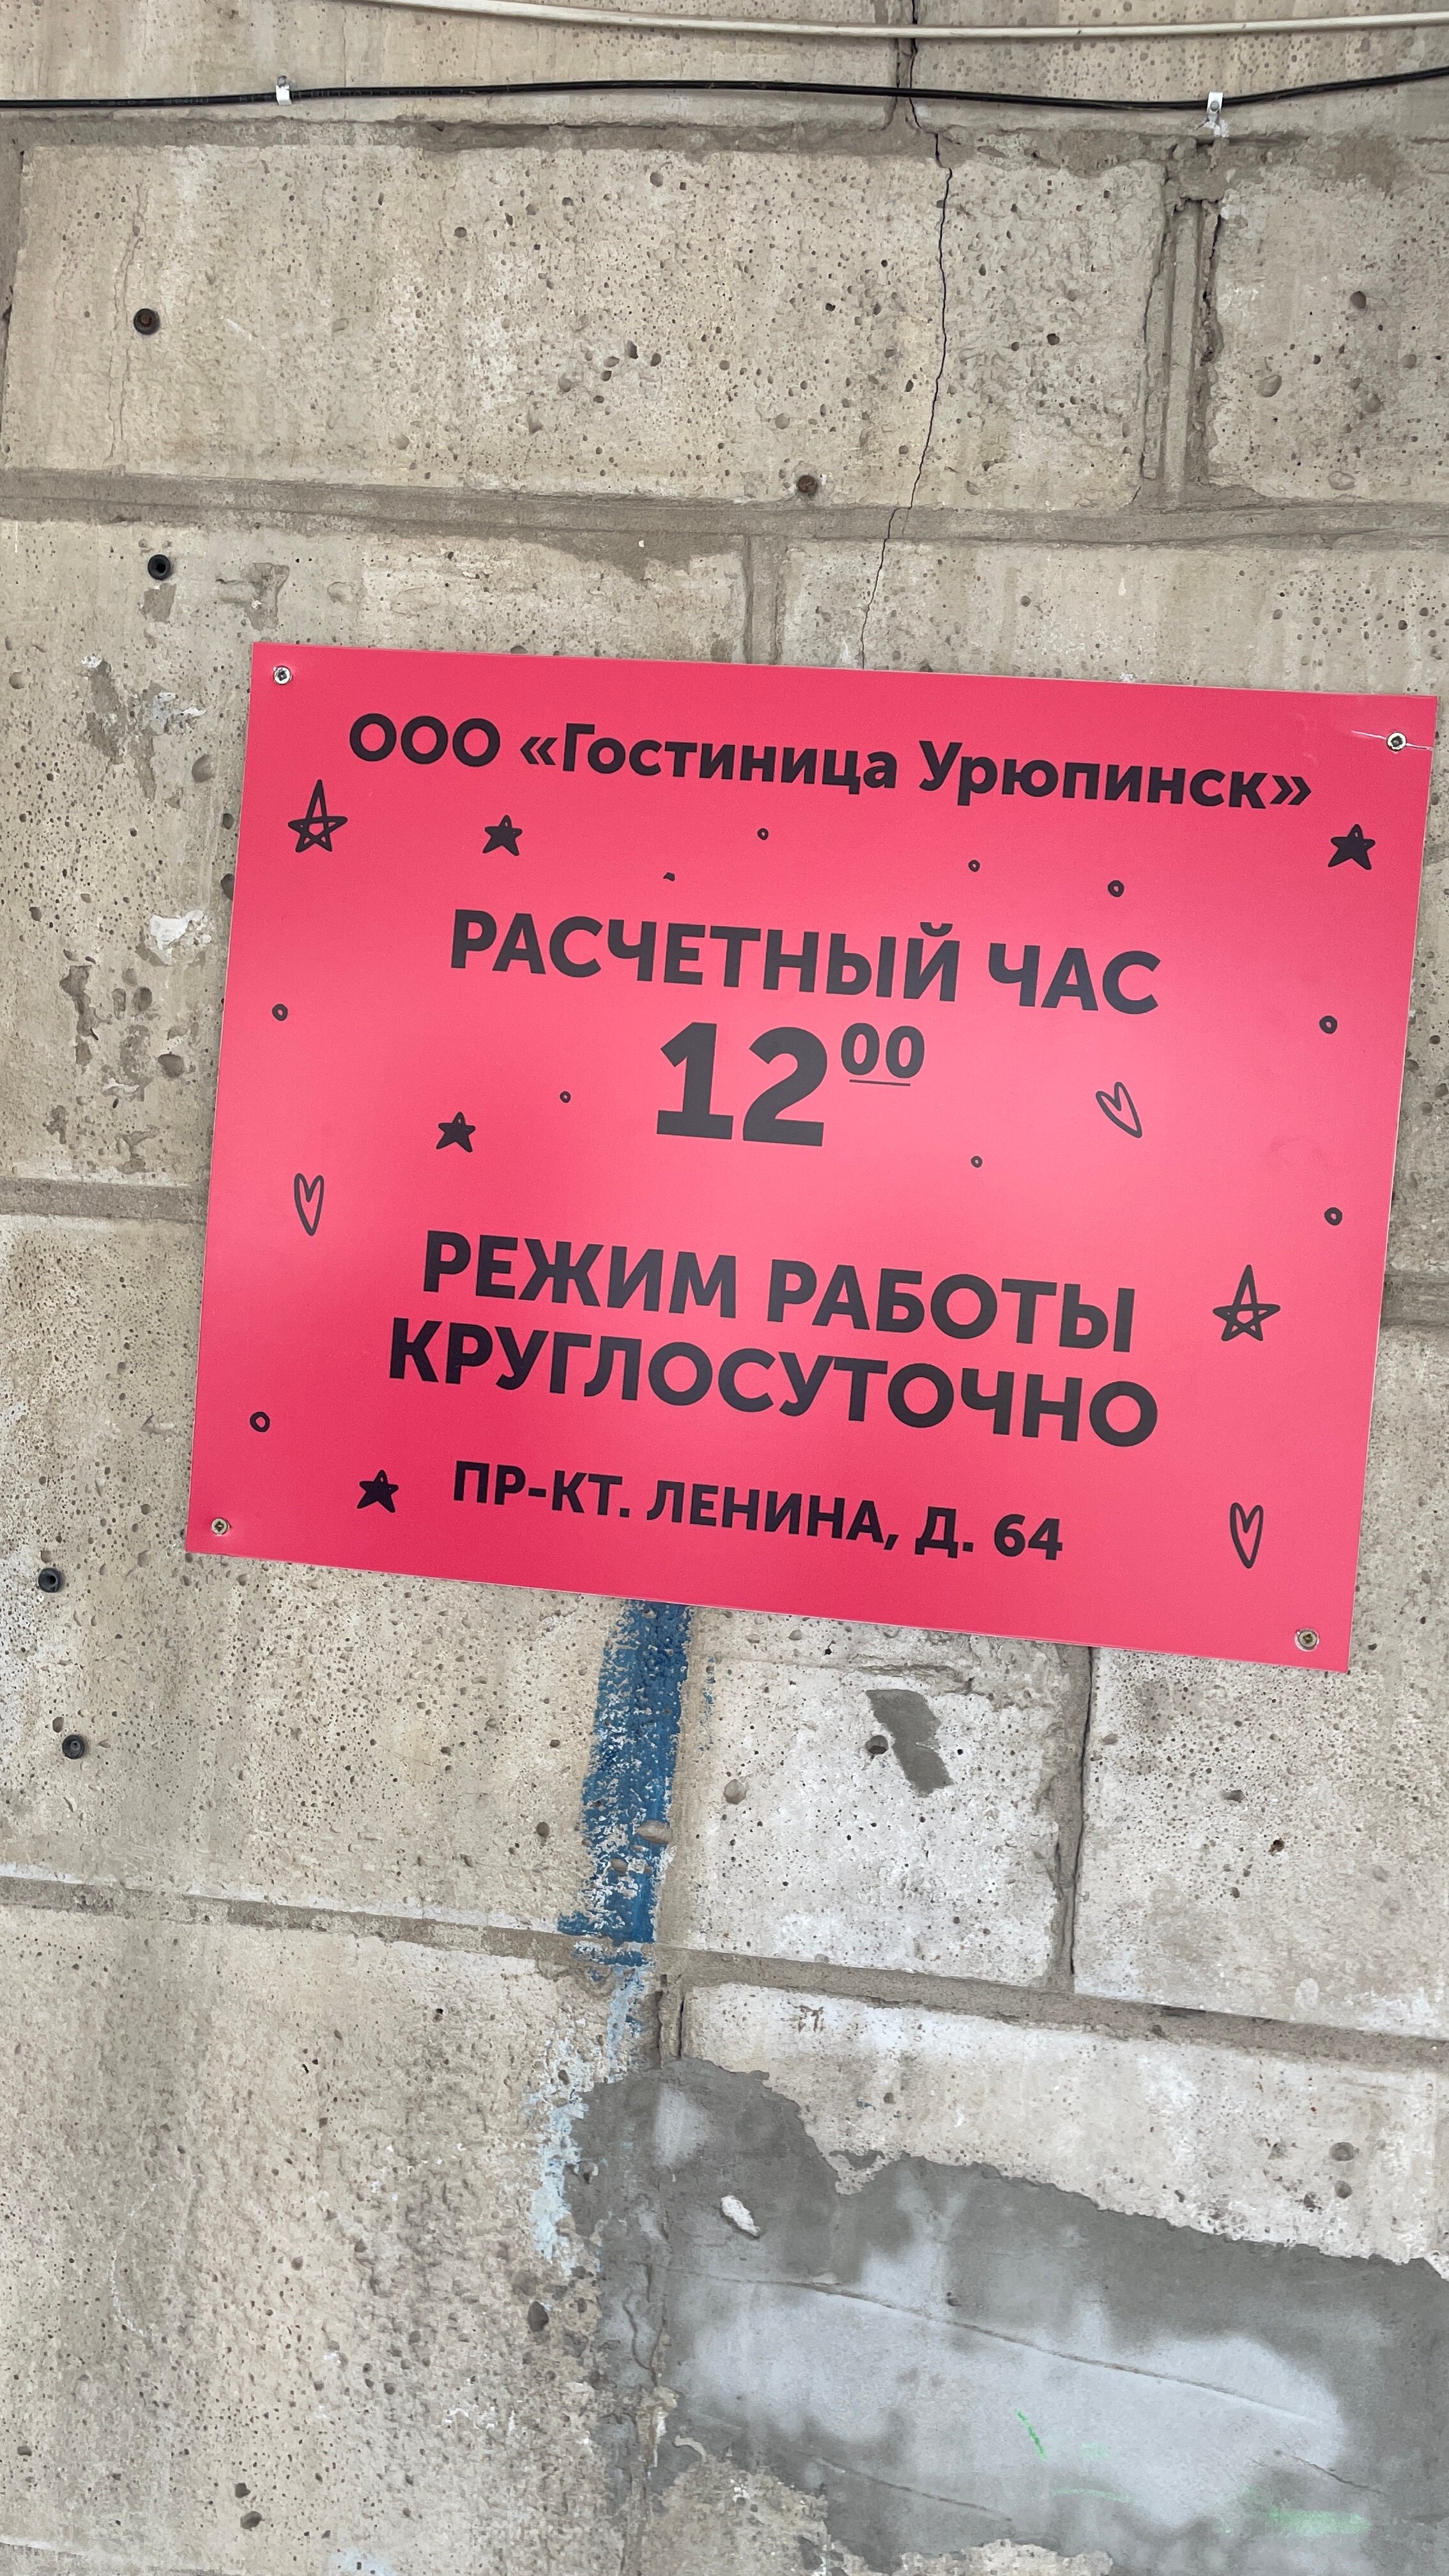 ООО «Гостиница Урюпинск»
РАСЧЕТНЫЙ ЧАС
12⁰⁰
РЕЖИМ РАБОТЫ
КРУГЛОСУТОЧНО
ПР-КТ. ЛЕНИНА, Д. 64